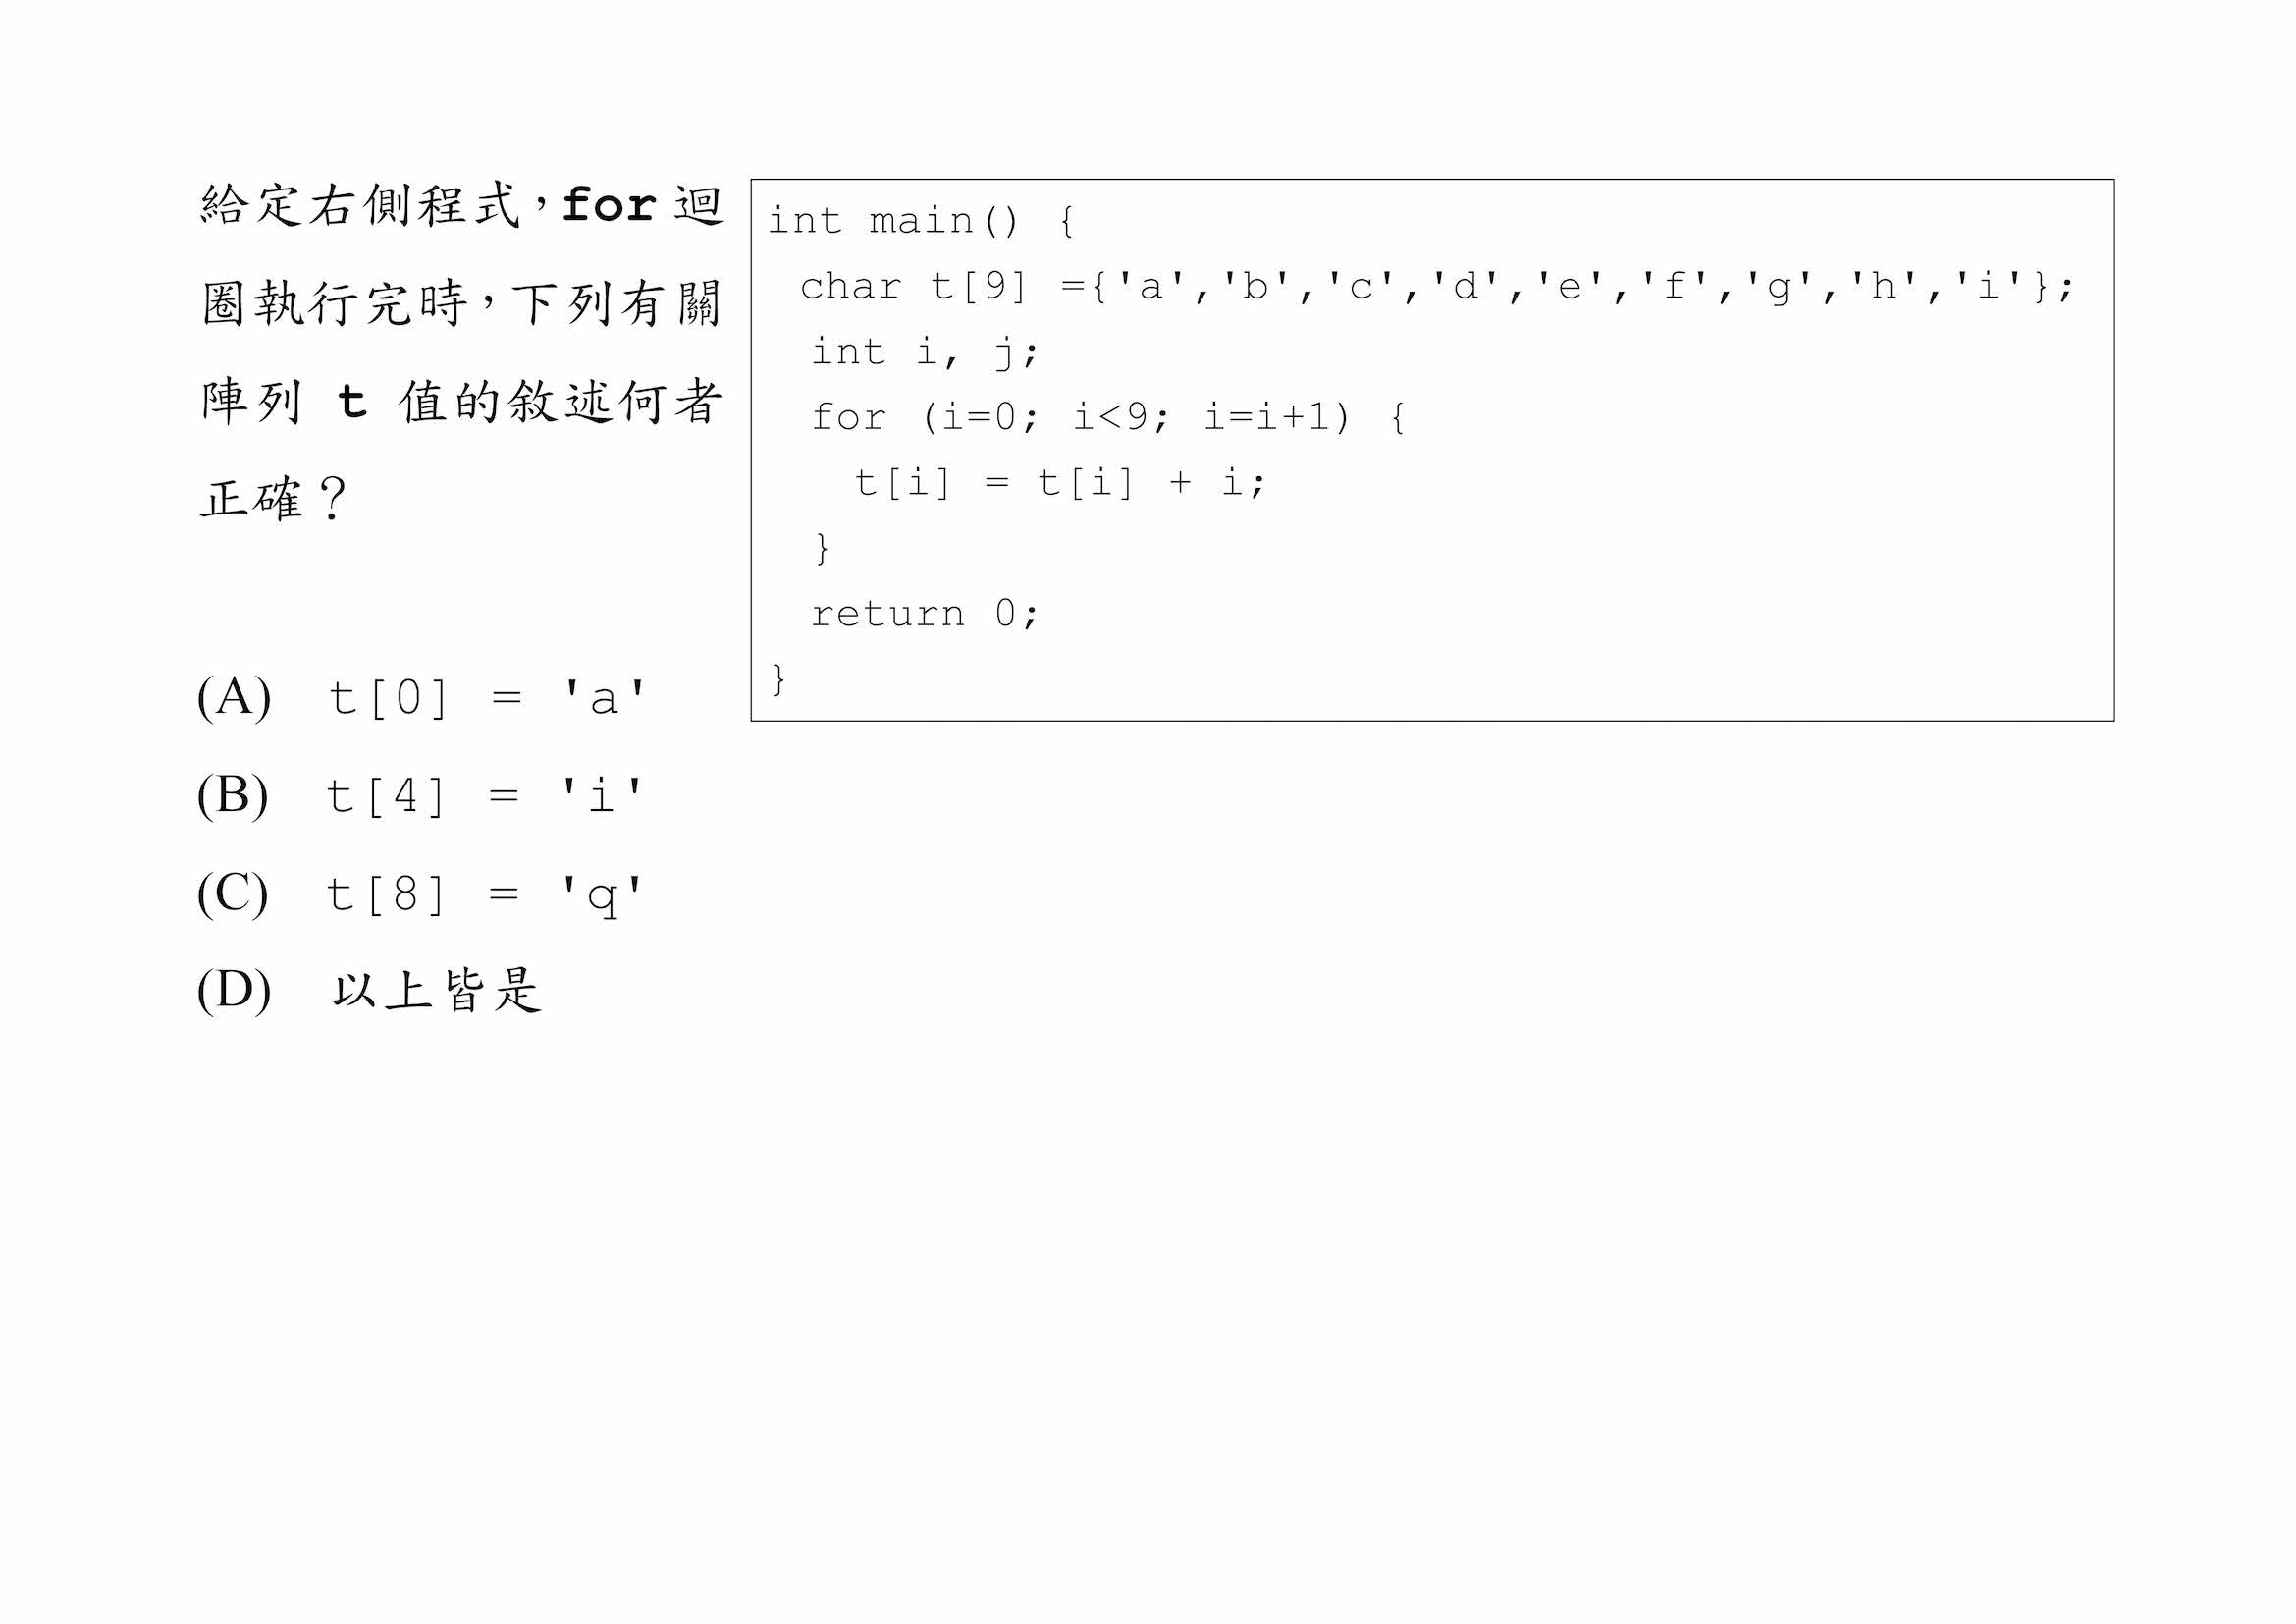 給定右側程式，for 迴
圈執行完時，下列有關
陣列 t 值的敘述何者
正確？
int main() {
char t[9] ={'a','b','c','d','e','f','g','h','i'};
int i, j;
for (i=0; i<9; i=i+1) {
t[i] = t[i] + i;
}
return 0;
}
(A) t[0] = 'a'
(B) t[4] = 'i'
(C) t[8] = 'q'
(D) 以上皆是